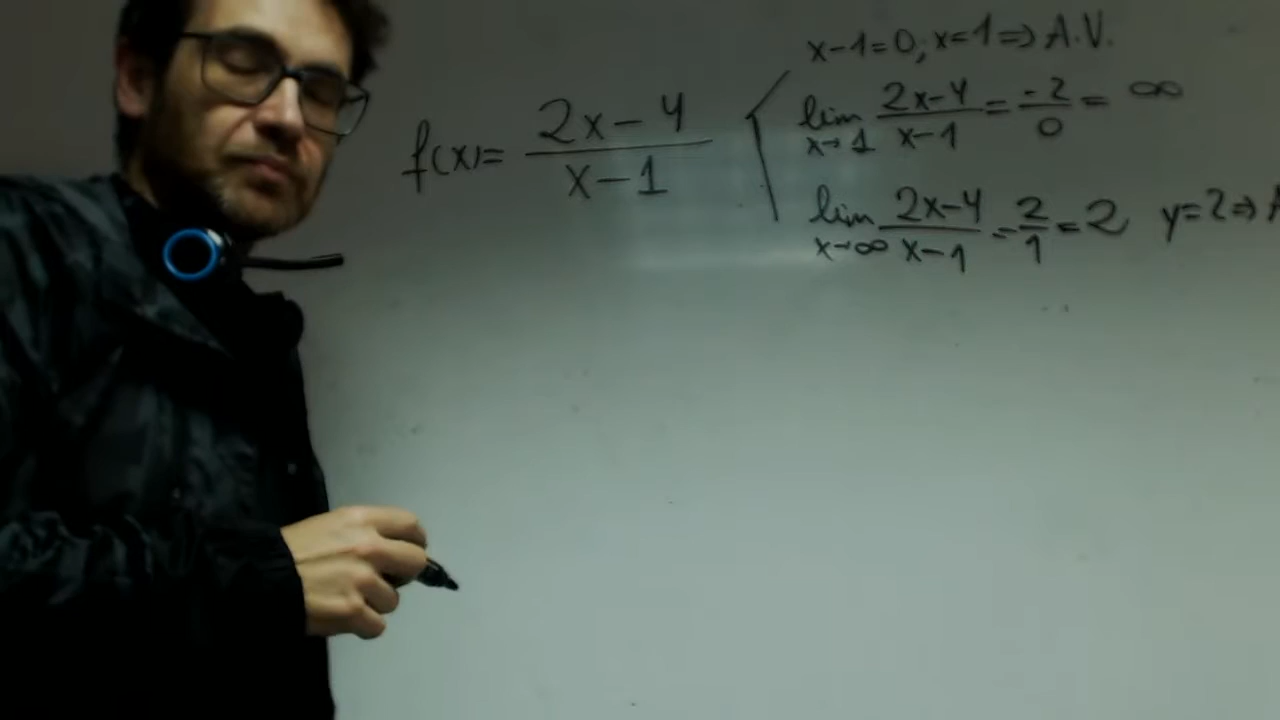 f(x)= 2x-4 / x-1
x-1=0, x=1 => A.V.
lim x→1 2x-4 / x-1 = -2 / 0 = ∞
lim x→∞ 2x-4 / x-1 = 2 / 1 = 2 y=2 => A